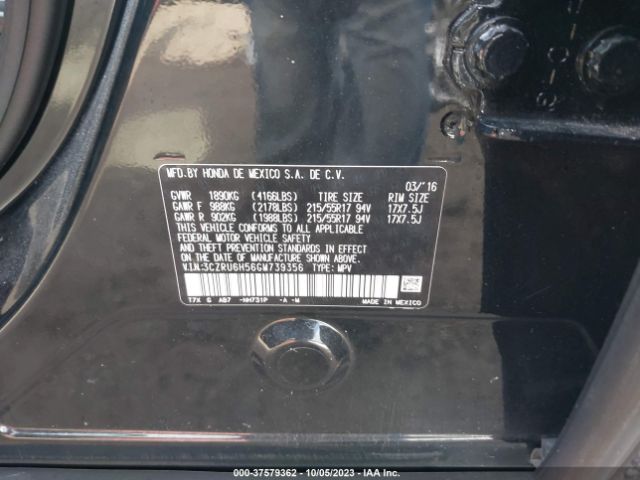 MFD.BY HONDA DE MEXICO S.A. DE C.V.
03/'16
GVWR 1890KG (4166LBS) TIRE SIZE RIM SIZE
GAWR F 988KG (2178LBS) 215/55R17 94V 17X7.5J
GAWR R 902KG (1988LBS) 215/55R17 94V 17X7.5J
THIS VEHICLE CONFORMS TO ALL APPLICABLE
FEDERAL MOTOR VEHICLE SAFETY
AND THEFT PREVENTION STANDARDS IN EFFECT
ON THE DATE OF MANUFACTURE SHOWN ABOVE.
V.I.N:3CZRU6H56GM739356 TYPE: MPV
T7X G AB7 -NH731P -A -M MADE IN MEXICO
000-37579362 - 10/05/2023 - IAA Inc.